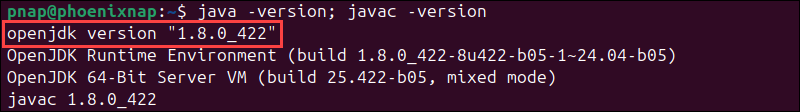 pnap@phoenixnap:~$ java -version; javac -version
openjdk version "1.8.0_422"
OpenJDK Runtime Environment (build 1.8.0_422-8u422-b05-1~24.04-b05)
OpenJDK 64-Bit Server VM (build 25.422-b05, mixed mode)
javac 1.8.0_422